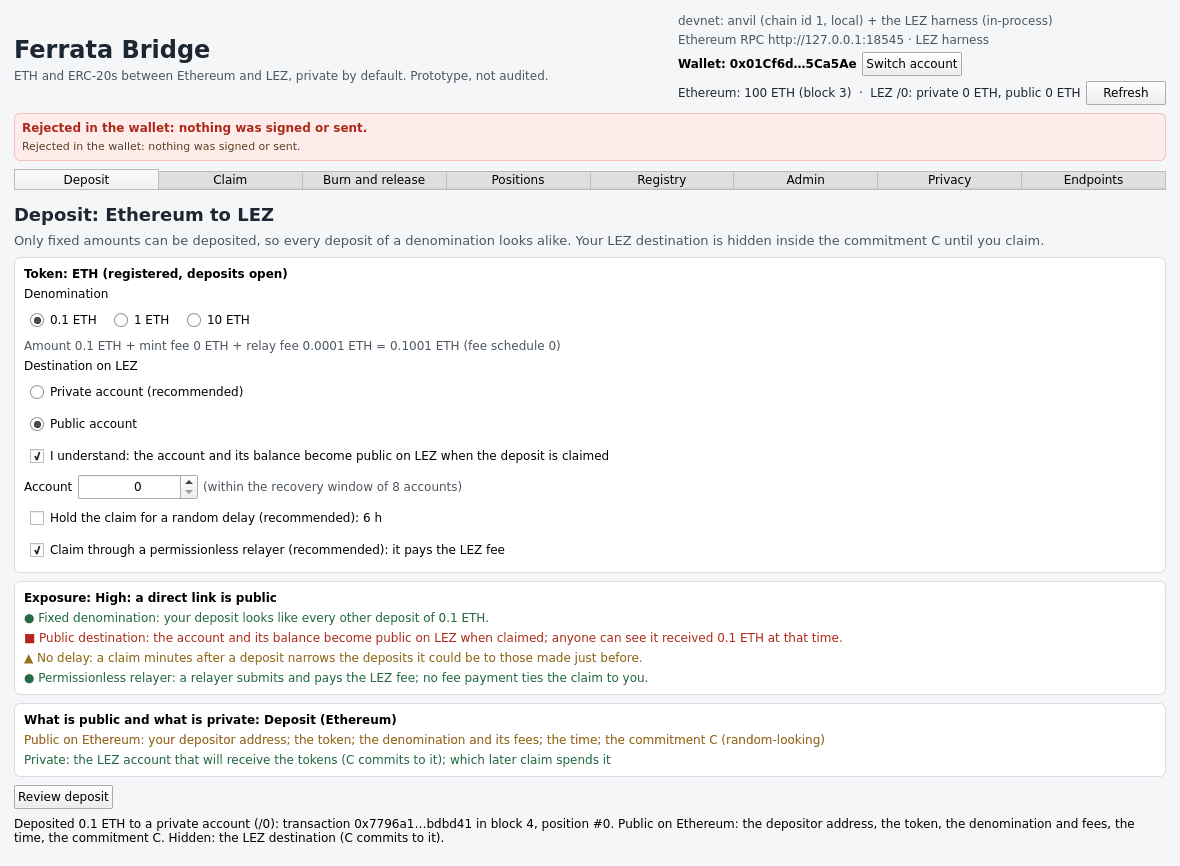 Ferrata Bridge
ETH and ERC-20s between Ethereum and LEZ, private by default. Prototype, not audited.
devnet: anvil (chain id 1, local) + the LEZ harness (in-process)
Ethereum RPC http://127.0.0.1:18545 · LEZ harness
Wallet: 0x01Cf6d…5Ca5Ae Switch account
Ethereum: 100 ETH (block 3) · LEZ /0: private 0 ETH, public 0 ETH Refresh
Rejected in the wallet: nothing was signed or sent.
Rejected in the wallet: nothing was signed or sent.
Deposit Claim Burn and release Positions Registry Admin Privacy Endpoints
Deposit: Ethereum to LEZ
Only fixed amounts can be deposited, so every deposit of a denomination looks alike. Your LEZ destination is hidden inside the commitment C until you claim.
Token: ETH (registered, deposits open)
Denomination
0.1 ETH 1 ETH 10 ETH
Amount 0.1 ETH + mint fee 0 ETH + relay fee 0.0001 ETH = 0.1001 ETH (fee schedule 0)
Destination on LEZ
Private account (recommended)
Public account
I understand: the account and its balance become public on LEZ when the deposit is claimed
Account 0 (within the recovery window of 8 accounts)
Hold the claim for a random delay (recommended): 6 h
Claim through a permissionless relayer (recommended): it pays the LEZ fee
Exposure: High: a direct link is public
● Fixed denomination: your deposit looks like every other deposit of 0.1 ETH.
■ Public destination: the account and its balance become public on LEZ when claimed; anyone can see it received 0.1 ETH at that time.
▲ No delay: a claim minutes after a deposit narrows the deposits it could be to those made just before.
● Permissionless relayer: a relayer submits and pays the LEZ fee; no fee payment ties the claim to you.
What is public and what is private: Deposit (Ethereum)
Public on Ethereum: your depositor address; the token; the denomination and its fees; the time; the commitment C (random-looking)
Private: the LEZ account that will receive the tokens (C commits to it); which later claim spends it
Review deposit
Deposited 0.1 ETH to a private account (/0): transaction 0x7796a1…bdbd41 in block 4, position #0. Public on Ethereum: the depositor address, the token, the denomination and fees, the
time, the commitment C. Hidden: the LEZ destination (C commits to it).